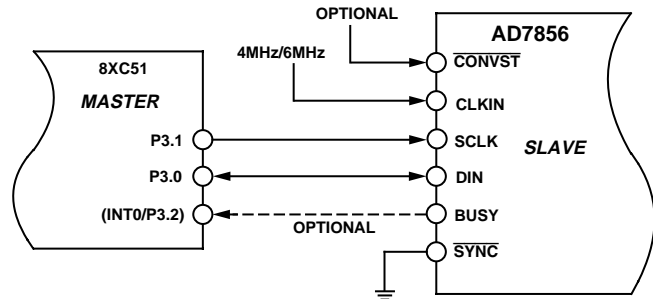 OPTIONAL
AD7856
4MHz/6MHz
8XC51
CONVST
MASTER
CLKIN
P3.1
SCLK
SLAVE
P3.0
DIN
(INT0/P3.2)
BUSY
OPTIONAL
SYNC